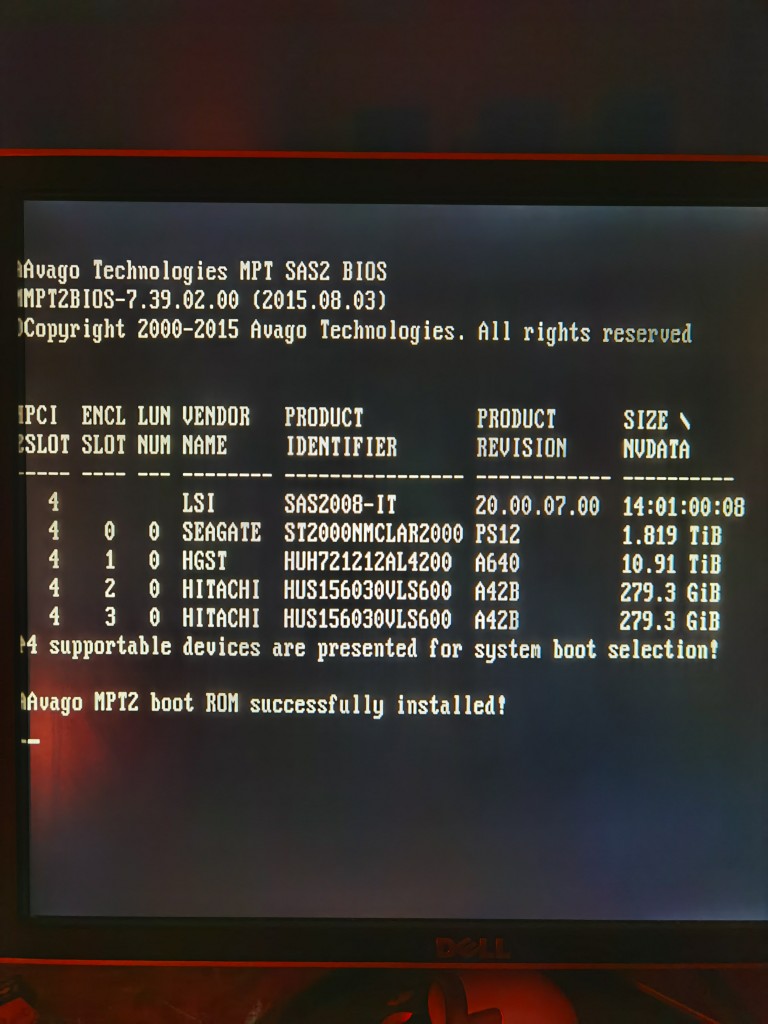 Avago Technologies MPT SAS2 BIOS
MPT2BIOS-7.39.02.00 (2015.08.03)
Copyright 2000-2015 Avago Technologies. All rights reserved
PCI ENCL LUN VENDOR PRODUCT PRODUCT SIZE \
SLOT SLOT NUM NAME IDENTIFIER REVISION NVDATA
----- ---- --- -------- ---------------- ------------ ----------
4 LSI SAS2008-IT 20.00.07.00 14:01:00:08
4 0 0 SEAGATE ST2000NMCLAR2000 PS12 1.819 TiB
4 1 0 HGST HUH721212AL4200 A640 10.91 TiB
4 2 0 HITACHI HUS156030VLS600 A42B 279.3 GiB
4 3 0 HITACHI HUS156030VLS600 A42B 279.3 GiB
4 supportable devices are presented for system boot selection!
Avago MPT2 boot ROM successfully installed!
DELL